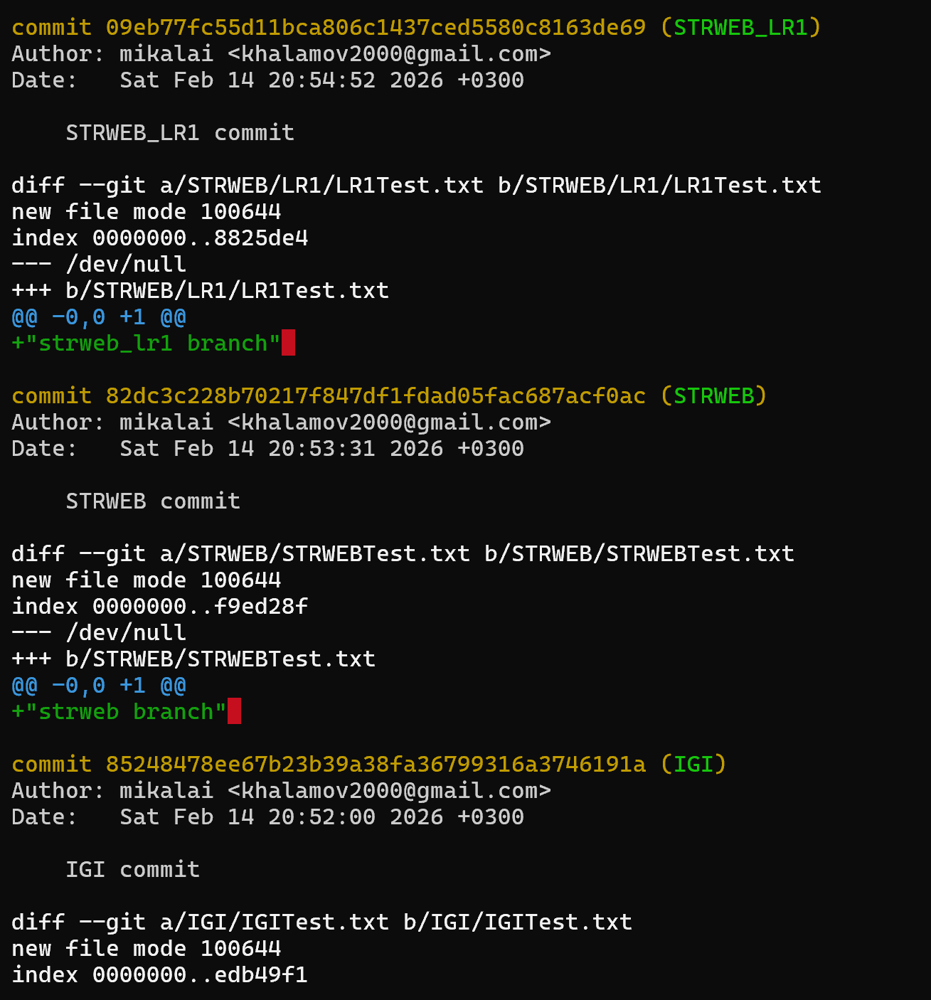 commit 09eb77fc55d11bca806c1437ced5580c8163de69 (STRWEB_LR1)
Author: mikalai <khalamov2000@gmail.com>
Date:   Sat Feb 14 20:54:52 2026 +0300
    STRWEB_LR1 commit
diff --git a/STRWEB/LR1/LR1Test.txt b/STRWEB/LR1/LR1Test.txt
new file mode 100644
index 0000000..8825de4
--- /dev/null
+++ b/STRWEB/LR1/LR1Test.txt
@@ -0,0 +1 @@
+"strweb_lr1 branch"
commit 82dc3c228b70217f847df1fdad05fac687acf0ac (STRWEB)
Author: mikalai <khalamov2000@gmail.com>
Date:   Sat Feb 14 20:53:31 2026 +0300
    STRWEB commit
diff --git a/STRWEB/STRWEBTest.txt b/STRWEB/STRWEBTest.txt
new file mode 100644
index 0000000..f9ed28f
--- /dev/null
+++ b/STRWEB/STRWEBTest.txt
@@ -0,0 +1 @@
+"strweb branch"
commit 85248478ee67b23b39a38fa36799316a3746191a (IGI)
Author: mikalai <khalamov2000@gmail.com>
Date:   Sat Feb 14 20:52:00 2026 +0300
    IGI commit
diff --git a/IGI/IGITest.txt b/IGI/IGITest.txt
new file mode 100644
index 0000000..edb49f1